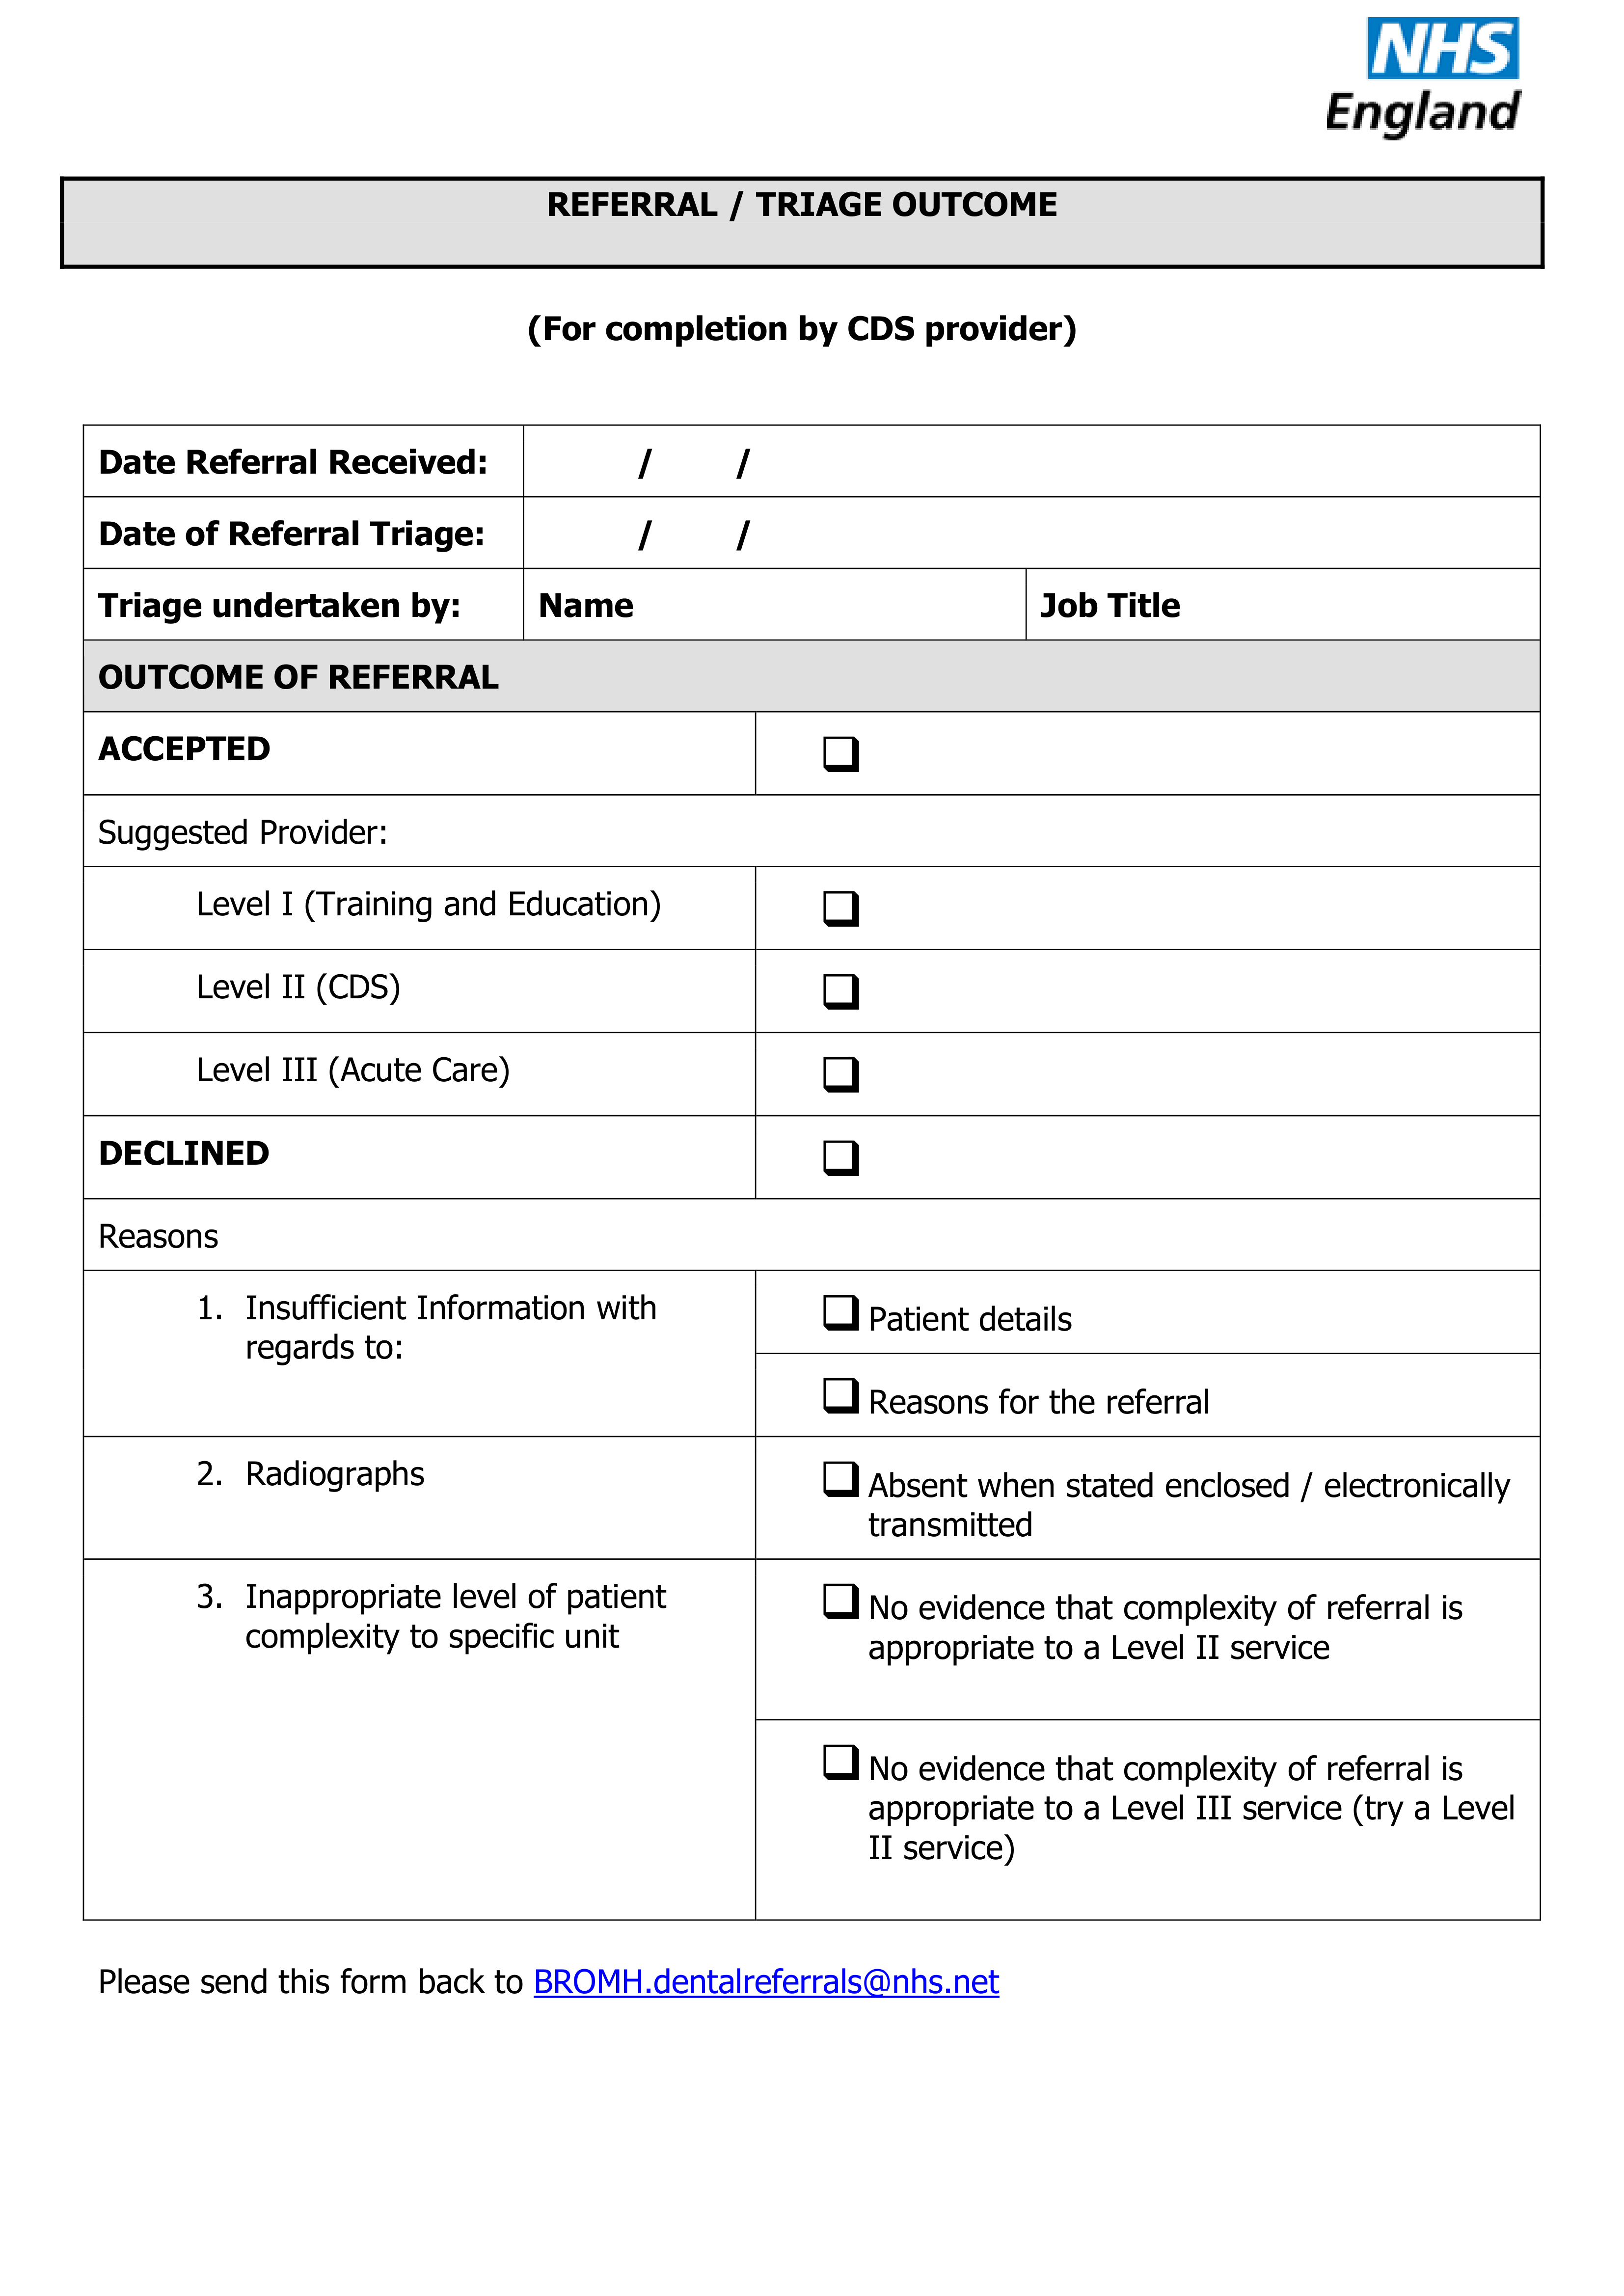 NHS
England
REFERRAL / TRIAGE OUTCOME
(For completion by CDS provider)
Date Referral Received: / /
Date of Referral Triage: / /
Triage undertaken by: Name Job Title
OUTCOME OF REFERRAL
ACCEPTED ❑
Suggested Provider:
Level I (Training and Education) ❑
Level II (CDS) ❑
Level III (Acute Care) ❑
DECLINED ❑
Reasons
1. Insufficient Information with
regards to:
❑ Patient details
❑ Reasons for the referral
2. Radiographs
❑ Absent when stated enclosed / electronically
transmitted
3. Inappropriate level of patient
complexity to specific unit
❑ No evidence that complexity of referral is
appropriate to a Level II service
❑ No evidence that complexity of referral is
appropriate to a Level III service (try a Level
II service)
Please send this form back to BROMH.dentalreferrals@nhs.net